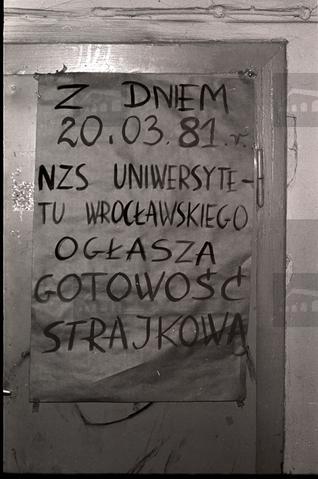 Z DNIEM
20.03.81.r.
NZS UNIWERSYTE-
TU WROCŁAWSKIEGO
OGŁASZA
GOTOWOŚĆ
STRAJKOWĄ